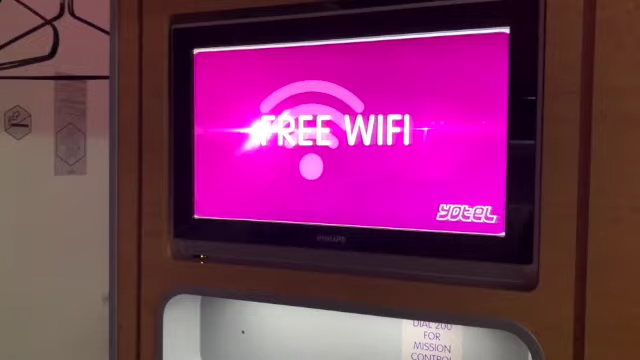 FREE WIFI
YOTEL
PHILIPS
DIAL 200
FOR
MISSION
CONTROL